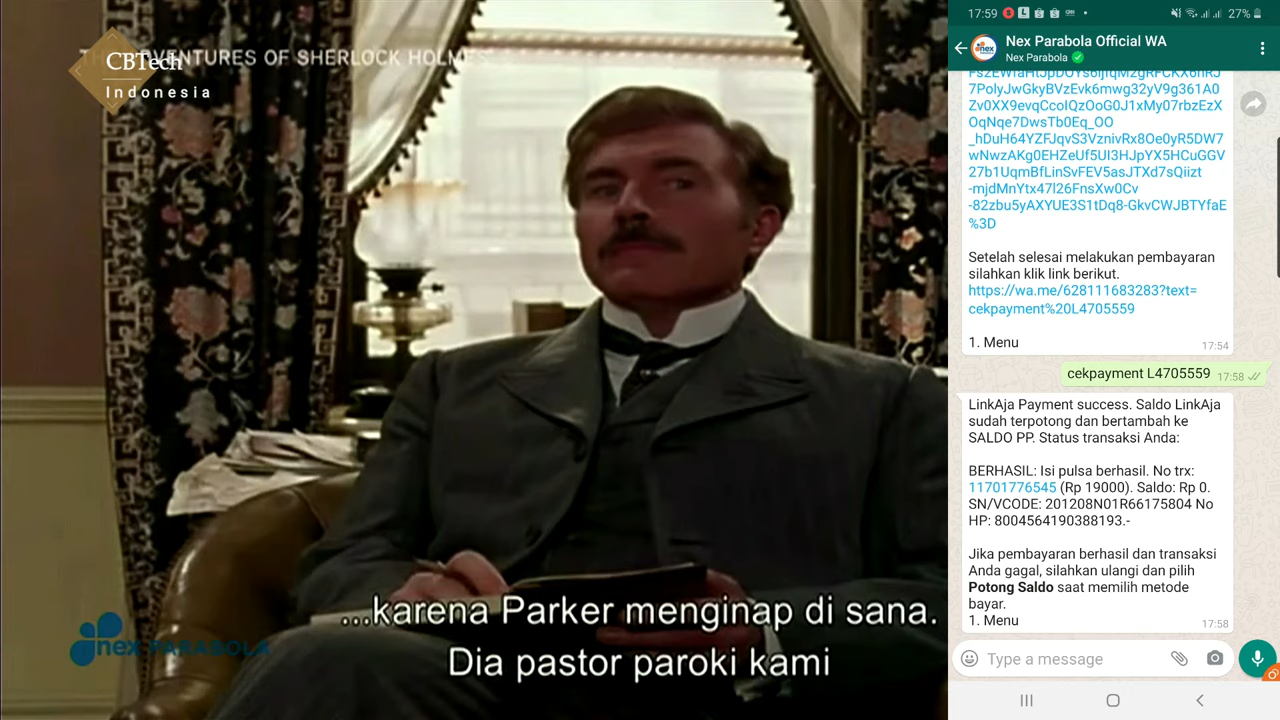 THE ADVENTURES OF SHERLOCK HOLMES
CBTech
Indonesia
nex PARABOLA
...karena Parker menginap di sana.
Dia pastor paroki kami
17:59
27%
Nex Parabola Official WA
Nex Parabola
7PolyJwGkyBVzEvk6mwg32yV9g361A0
Zv0XX9evqCcoIQzOoG0J1xMy07rbzEzX
OqNqe7DwsTb0Eq_OO
_hDuH64YZFJqvS3VznivRx8Oe0yR5DW7
wNwzAKg0EHZeUf5UI3HJpYX5HCuGGV
27b1UqmBfLinSvFEV5asJTXd7sQiizt
-mjdMnYtx47l26FnsXw0Cv
-82zbu5yAXYUE3S1tDq8-GkvCWJBTYfaE
%3D
Setelah selesai melakukan pembayaran
silahkan klik link berikut.
https://wa.me/628111683283?text=
cekpayment%20L4705559
1. Menu
17:54
cekpayment L4705559 17:58
LinkAja Payment success. Saldo LinkAja
sudah terpotong dan bertambah ke
SALDO PP. Status transaksi Anda:
BERHASIL: Isi pulsa berhasil. No trx:
11701776545 (Rp 19000). Saldo: Rp 0.
SN/VCODE: 201208N01R66175804 No
HP: 8004564190388193.-
Jika pembayaran berhasil dan transaksi
Anda gagal, silahkan ulangi dan pilih
Potong Saldo saat memilih metode
bayar.
1. Menu
17:58
Type a message